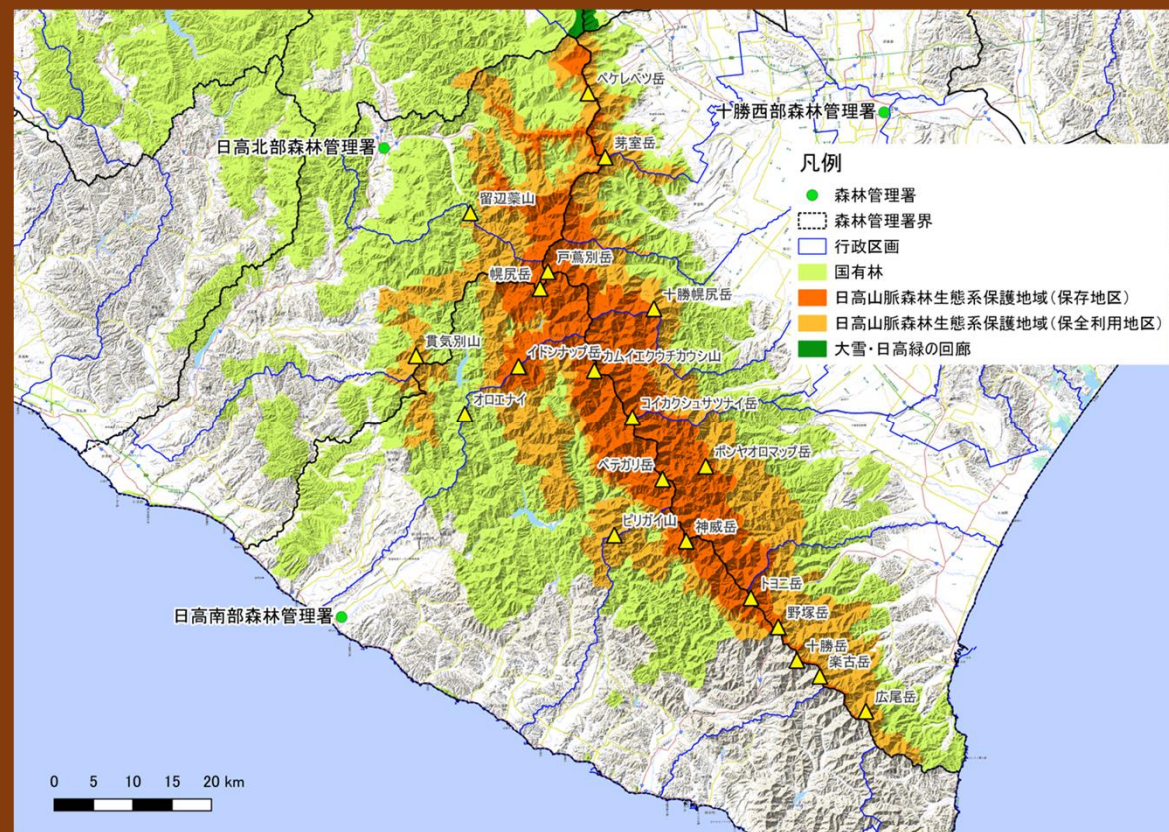 ペケレベツ岳
十勝西部森林管理署
日高北部森林管理署
芽室岳
凡例
森林管理署
森林管理署界
行政区画
国有林
日高山脈森林生態系保護地域(保存地区)
日高山脈森林生態系保護地域(保全利用地区)
大雪・日高緑の回廊
留辺蘂山
戸蔦別岳
幌尻岳
十勝幌尻岳
貫気別山
イドンナップ岳
カムイエクウチカウシ山
オロエナイ
コイカクシュサツナイ岳
ポンヤオロマップ岳
ペテガリ岳
ピリガイ山
神威岳
トヨニ岳
日高南部森林管理署
野塚岳
十勝岳
楽古岳
広尾岳
0 5 10 15 20 km